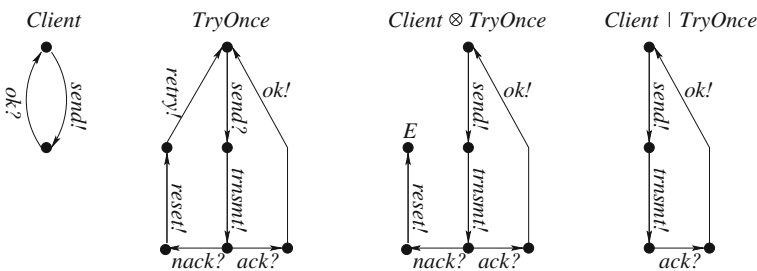 Client
TryOnce
Client ⊗ TryOnce
Client | TryOnce
ok?
send!
retry!
send?
ok!
reset!
trnsmt!
nack?
ack?
E
send!
ok!
reset!
trnsmt!
nack?
ack?
send!
ok!
trnsmt!
ack?